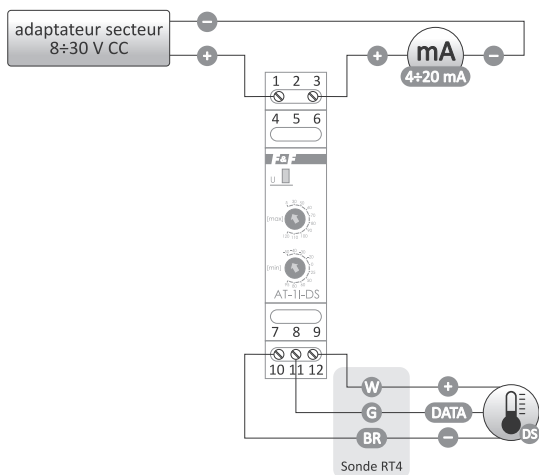 adaptateur secteur
8÷30 V CC
−
+
+
mA
−
4÷20 mA
1 2 3
4 5 6
F&F
U
[max]
[min]
AT-1I-DS
7 8 9
10 11 12
W
+
G
DATA
BR
−
DS
Sonde RT4